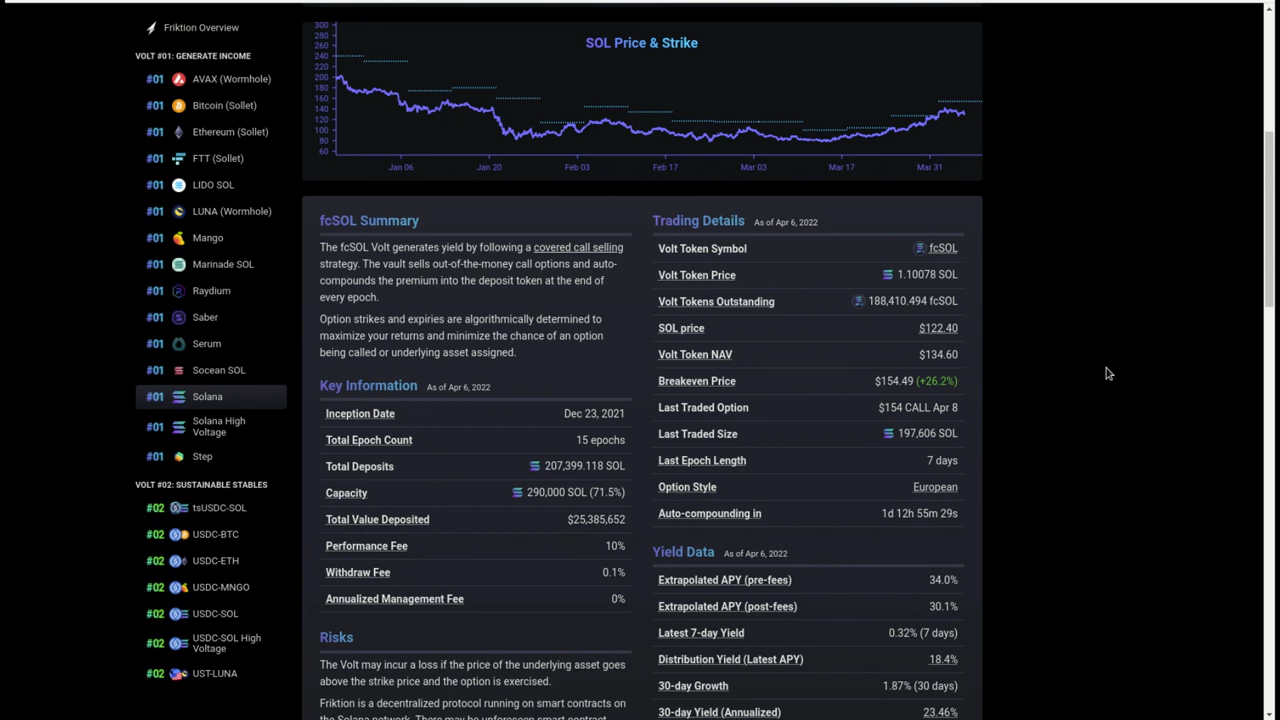 Friktion Overview
VOLT #01: GENERATE INCOME
#01 AVAX (Wormhole)
#01 Bitcoin (Sollet)
#01 Ethereum (Sollet)
#01 FTT (Sollet)
#01 LIDO SOL
#01 LUNA (Wormhole)
#01 Mango
#01 Marinade SOL
#01 Raydium
#01 Saber
#01 Serum
#01 Socean SOL
#01 Solana
#01 Solana High
Voltage
#01 Step
VOLT #02: SUSTAINABLE STABLES
#02 tsUSDC-SOL
#02 USDC-BTC
#02 USDC-ETH
#02 USDC-MNGO
#02 USDC-SOL
#02 USDC-SOL High
Voltage
#02 UST-LUNA
SOL Price & Strike
300
280
260
240
220
200
180
160
140
120
100
80
60
Jan 06 Jan 20 Feb 03 Feb 17 Mar 03 Mar 17 Mar 31
fcSOL Summary
The fcSOL Volt generates yield by following a covered call selling
strategy. The vault sells out-of-the-money call options and auto-
compounds the premium into the deposit token at the end of
every epoch.
Option strikes and expiries are algorithmically determined to
maximize your returns and minimize the chance of an option
being called or underlying asset assigned.
Key Information As of Apr 6, 2022
Inception Date Dec 23, 2021
Total Epoch Count 15 epochs
Total Deposits 207,399.118 SOL
Capacity 290,000 SOL (71.5%)
Total Value Deposited $25,385,652
Performance Fee 10%
Withdraw Fee 0.1%
Annualized Management Fee 0%
Risks
The Volt may incur a loss if the price of the underlying asset goes
above the strike price and the option is exercised.
Friktion is a decentralized protocol running on smart contracts on
the Solana network. There may be unforeseen smart contract
Trading Details As of Apr 6, 2022
Volt Token Symbol fcSOL
Volt Token Price 1.10078 SOL
Volt Tokens Outstanding 188,410.494 fcSOL
SOL price $122.40
Volt Token NAV $134.60
Breakeven Price $154.49 (+26.2%)
Last Traded Option $154 CALL Apr 8
Last Traded Size 197,606 SOL
Last Epoch Length 7 days
Option Style European
Auto-compounding in 1d 12h 55m 29s
Yield Data As of Apr 6, 2022
Extrapolated APY (pre-fees) 34.0%
Extrapolated APY (post-fees) 30.1%
Latest 7-day Yield 0.32% (7 days)
Distribution Yield (Latest APY) 18.4%
30-day Growth 1.87% (30 days)
30-day Yield (Annualized) 23.46%